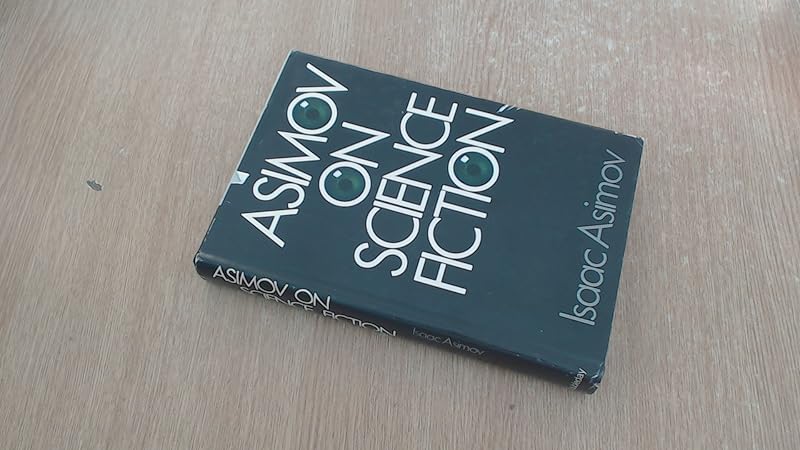 ASIMOV
ON
SCIENCE
FICTION
Isaac Asimov
ASIMOV ON
SCIENCE FICTION
Isaac Asimov